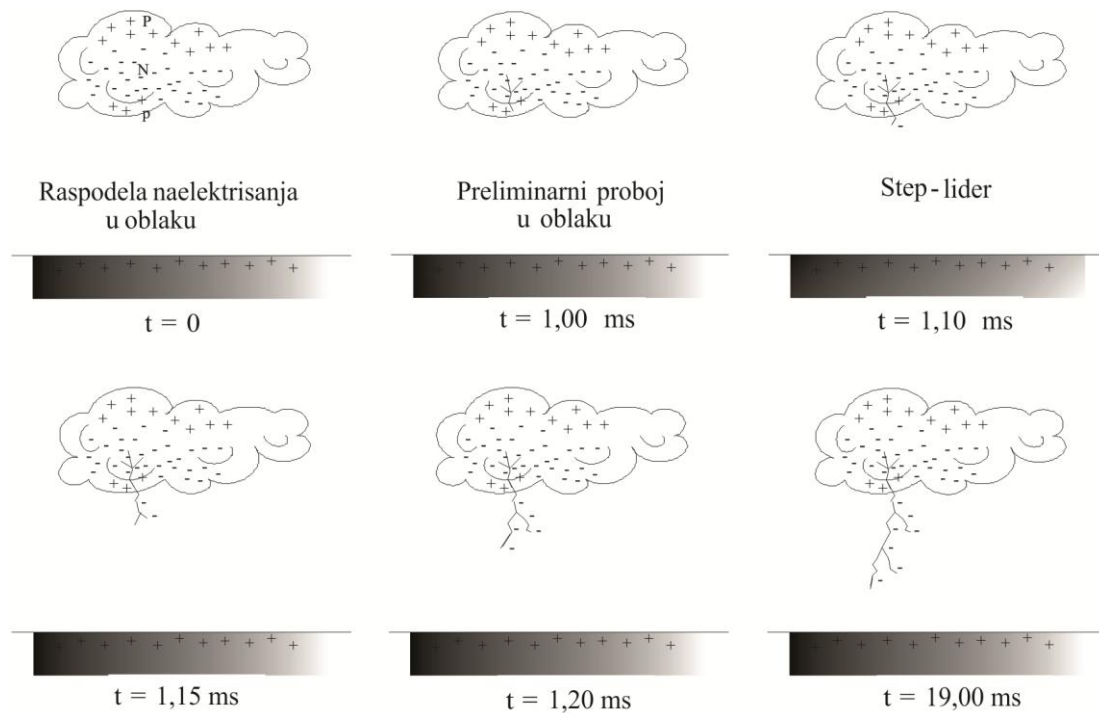 P
N
p
Raspodela naelektrisanja
u oblaku
Preliminarni proboj
u oblaku
Step-lider
t = 0
t = 1,00 ms
t = 1,10 ms
t = 1,15 ms
t = 1,20 ms
t = 19,00 ms